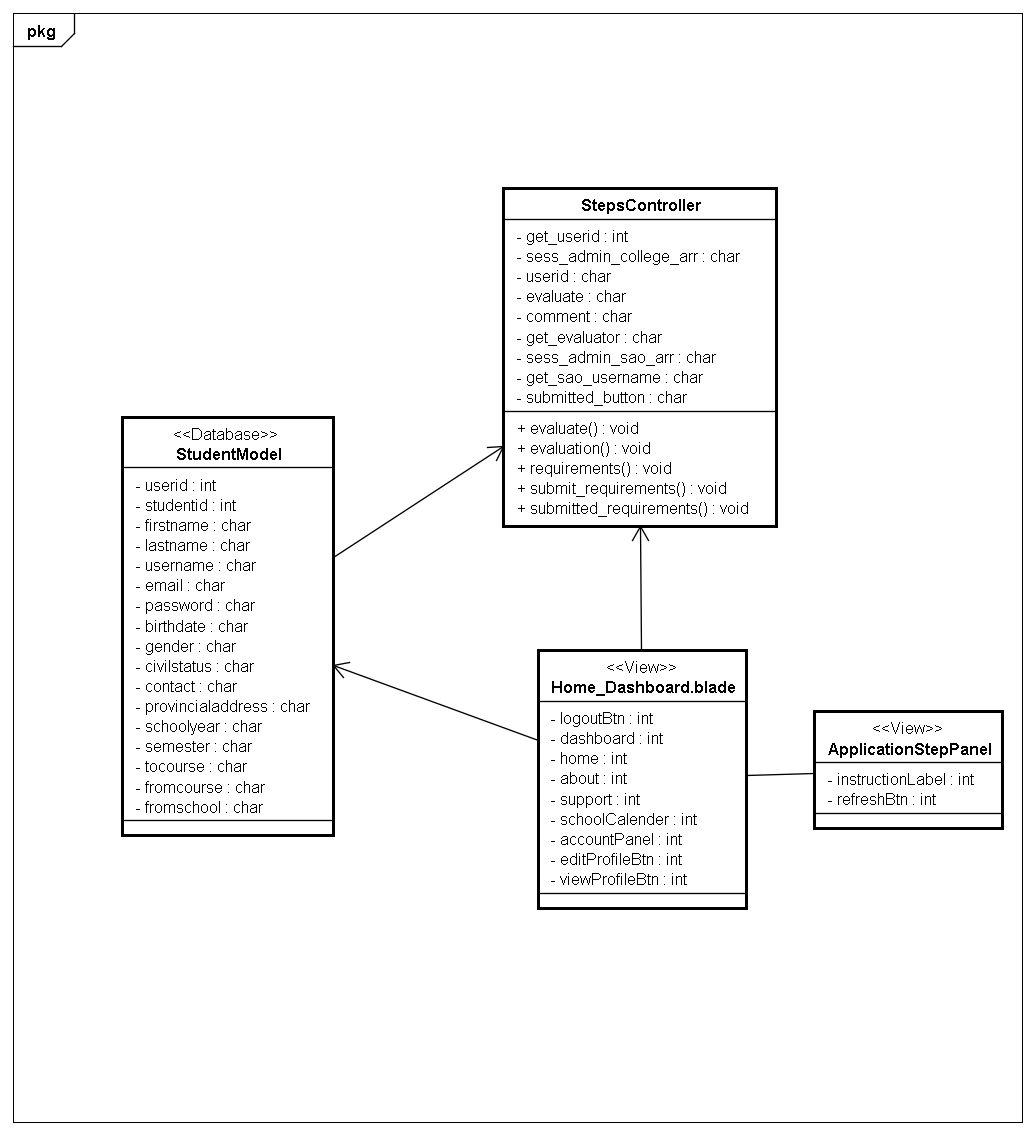 pkg
StepsController
- get_userid : int
- sess_admin_college_arr : char
- userid : char
- evaluate : char
- comment : char
- get_evaluator : char
- sess_admin_sao_arr : char
- get_sao_username : char
- submitted_button : char
+ evaluate() : void
+ evaluation() : void
+ requirements() : void
+ submit_requirements() : void
+ submitted_requirements() : void
<<Database>>
StudentModel
- userid : int
- studentid : int
- firstname : char
- lastname : char
- username : char
- email : char
- password : char
- birthdate : char
- gender : char
- civilstatus : char
- contact : char
- provincialaddress : char
- schoolyear : char
- semester : char
- tocourse : char
- fromcourse : char
- fromschool : char
<<View>>
Home_Dashboard.blade
- logoutBtn : int
- dashboard : int
- home : int
- about : int
- support : int
- schoolCalender : int
- accountPanel : int
- editProfileBtn : int
- viewProfileBtn : int
<<View>>
ApplicationStepPanel
- instructionLabel : int
- refreshBtn : int